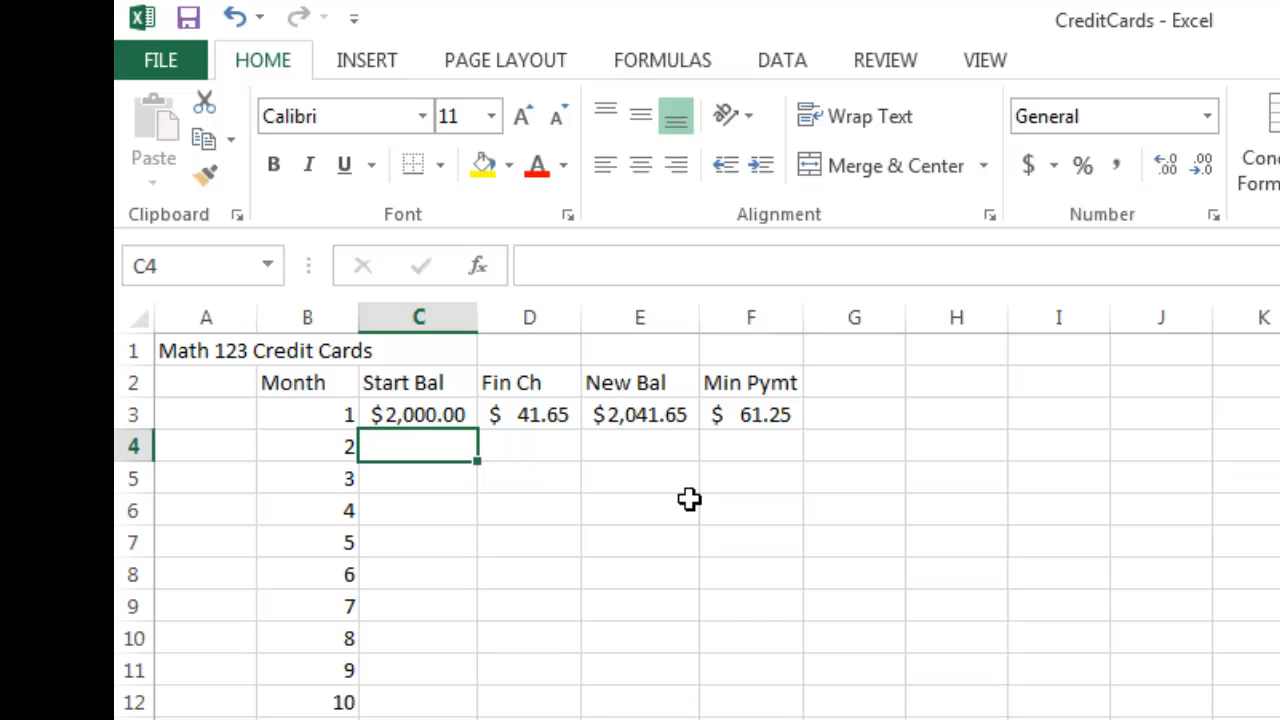 CreditCards - Excel
FILE HOME INSERT PAGE LAYOUT FORMULAS DATA REVIEW VIEW
Calibri 11 A A Wrap Text General
Paste B I U A Merge & Center $ % , .00 .00
Clipboard Font Alignment Number
C4 fx
A B C D E F G H I J K
1 Math 123 Credit Cards
2 Month Start Bal Fin Ch New Bal Min Pymt
3 1 $2,000.00 $ 41.65 $2,041.65 $ 61.25
4 2
5 3
6 4
7 5
8 6
9 7
10 8
11 9
12 10